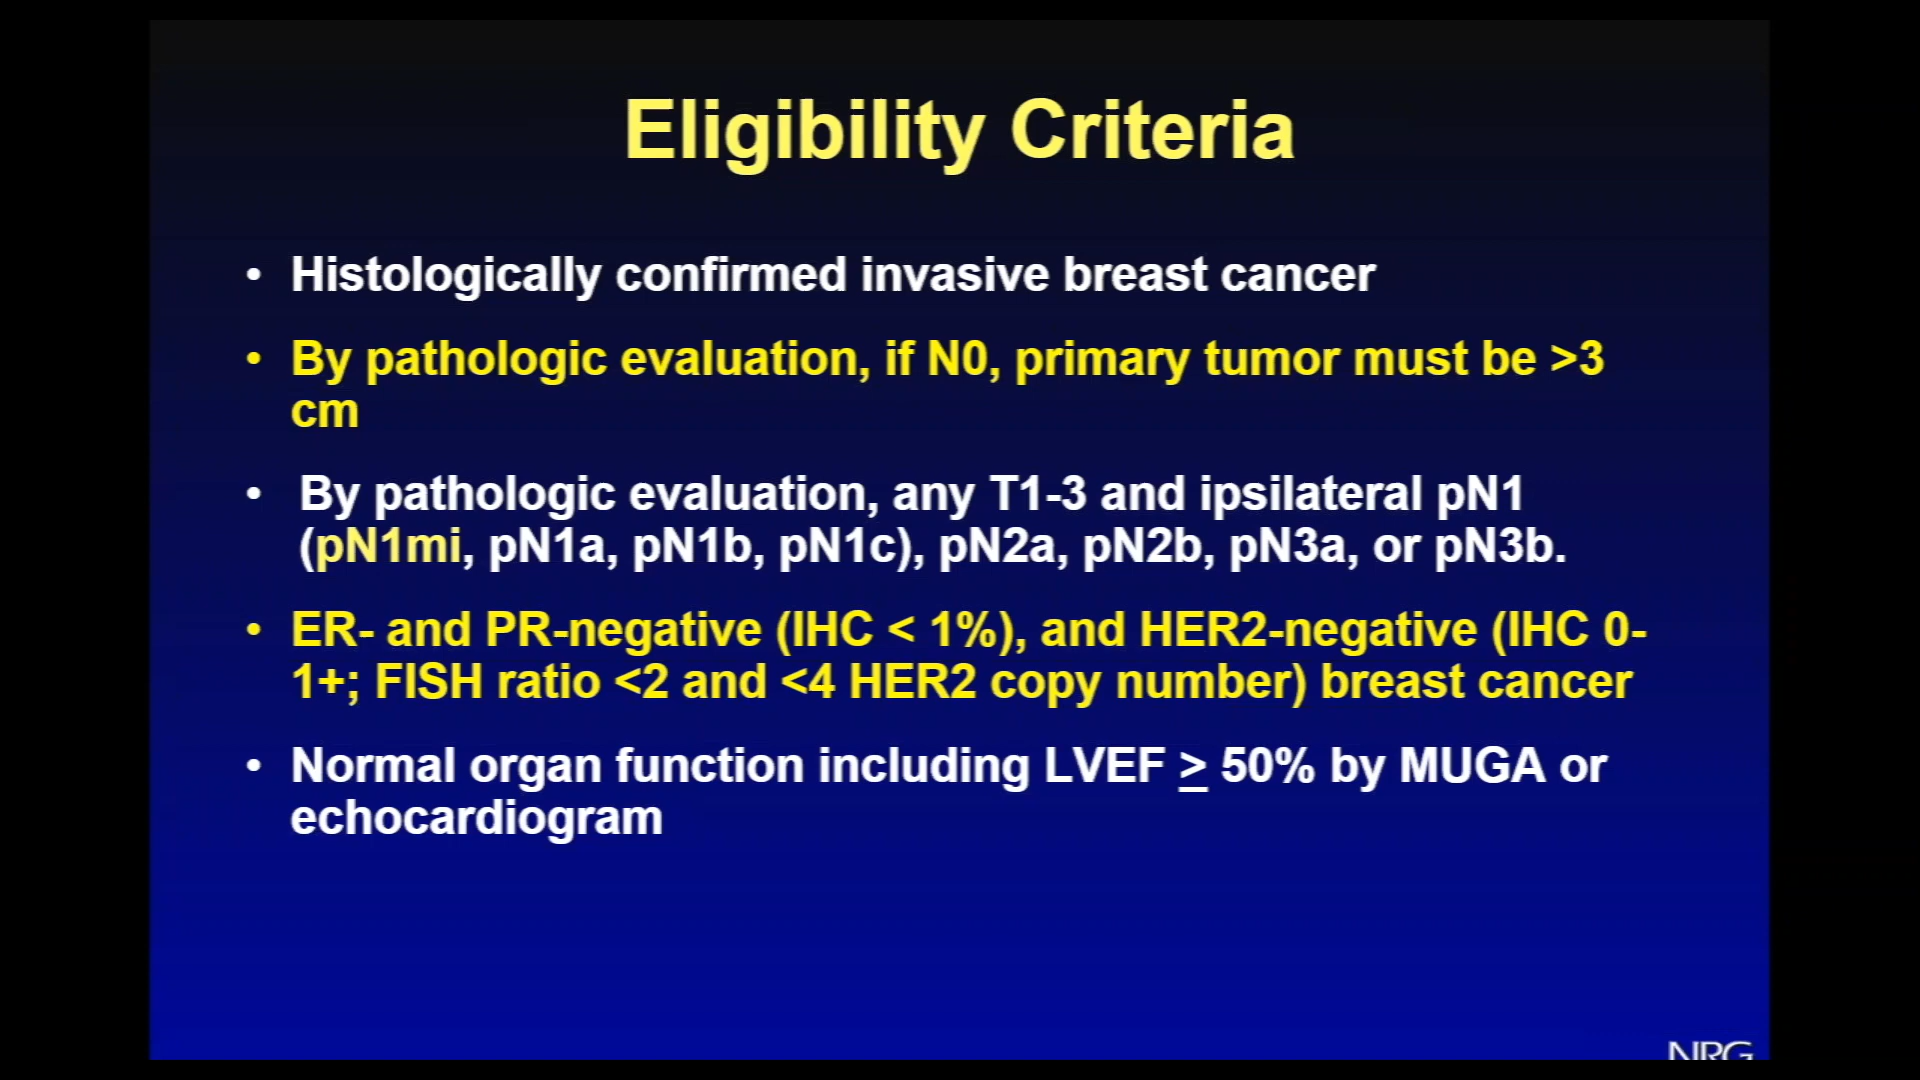 Eligibility Criteria
• Histologically confirmed invasive breast cancer
• By pathologic evaluation, if N0, primary tumor must be >3
cm
• By pathologic evaluation, any T1-3 and ipsilateral pN1
(pN1mi, pN1a, pN1b, pN1c), pN2a, pN2b, pN3a, or pN3b.
• ER- and PR-negative (IHC < 1%), and HER2-negative (IHC 0-
1+; FISH ratio <2 and <4 HER2 copy number) breast cancer
• Normal organ function including LVEF ≥ 50% by MUGA or
echocardiogram
NRG